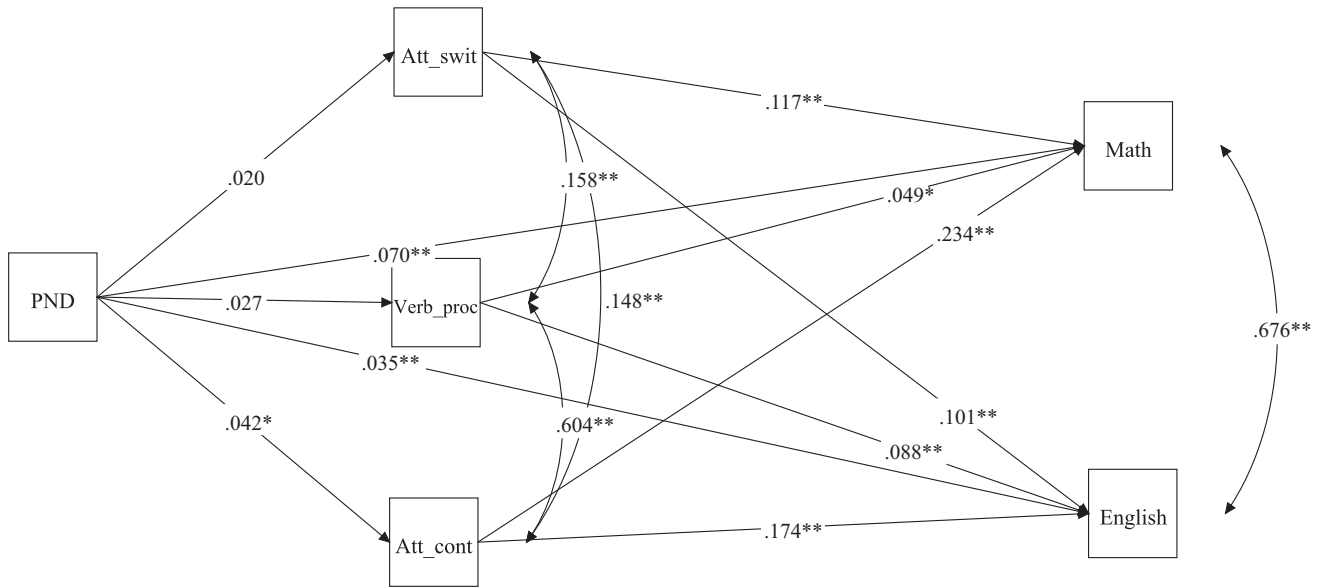 Att_swit
.117**
Math
.020
.158**
.049*
.234**
.070**
PND
.027
Verb_proc
.148**
.676**
.035**
.042*
.604**
.101**
.088**
English
.174**
Att_cont